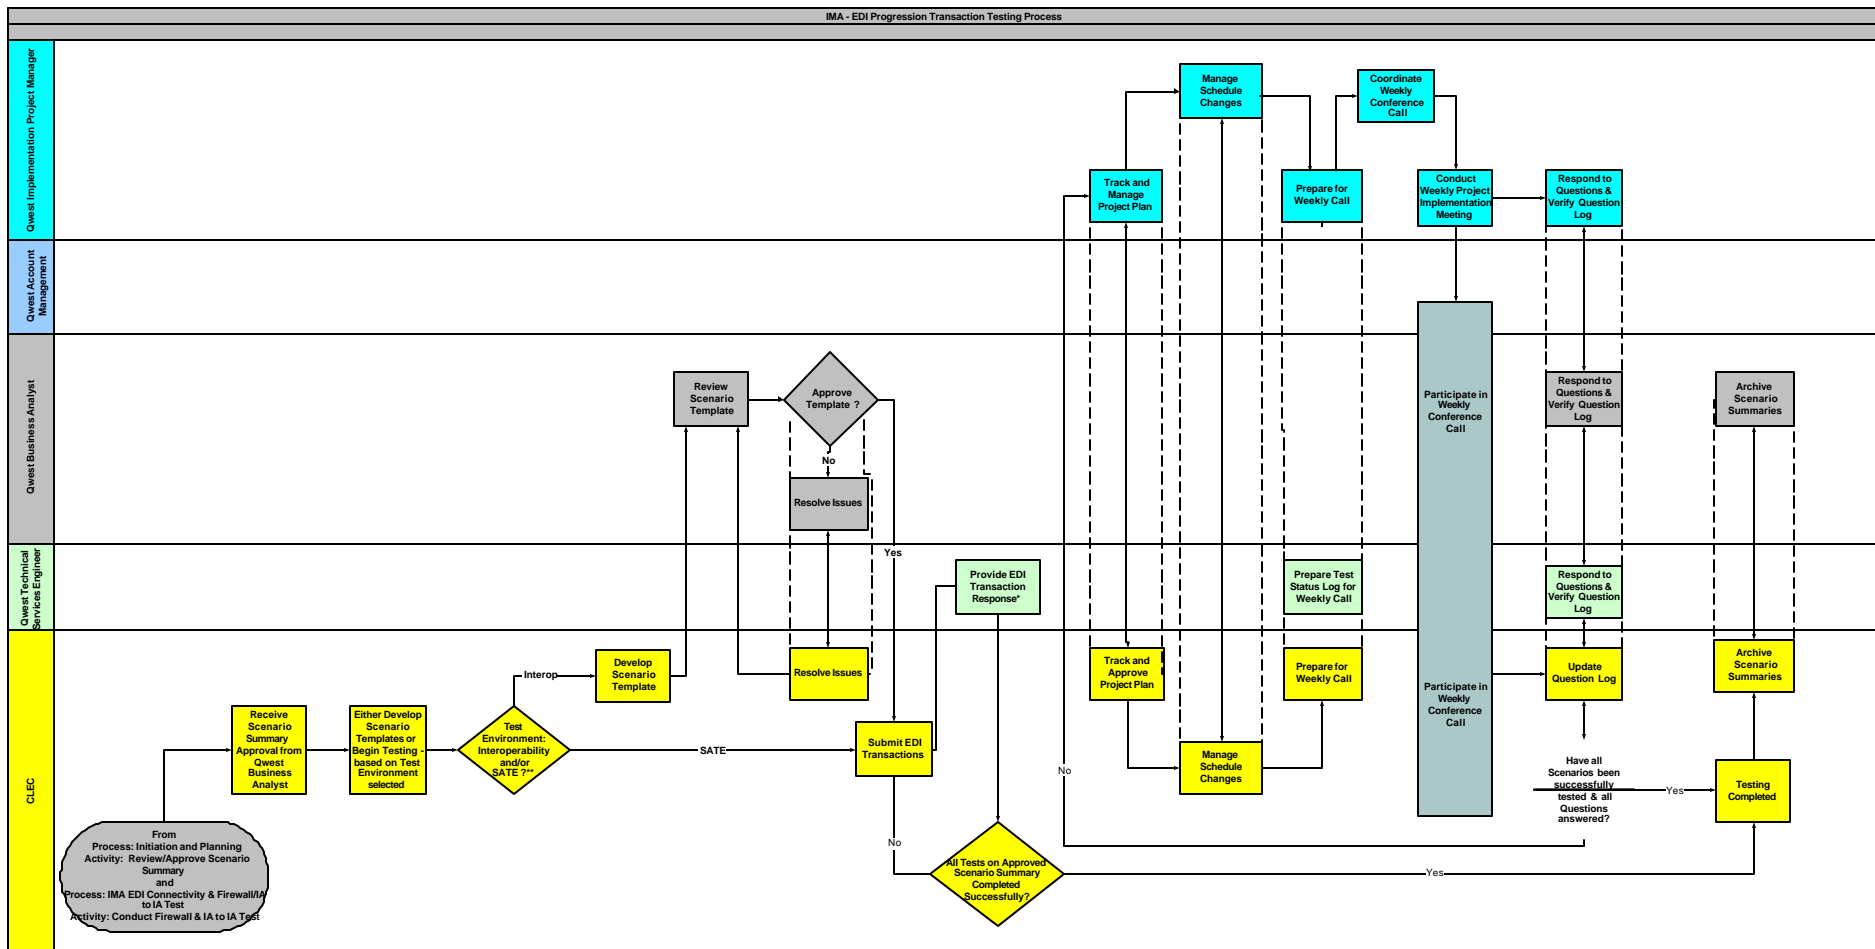 IMA - EDI Progression Transaction Testing Process
Qwest Implementation Project Manager
Manage
Schedule
Changes
Coordinate
Weekly
Conference
Call
Track and
Manage
Project Plan
Prepare for
Weekly Call
Conduct
Weekly Project
Implementation
Meeting
Respond to
Questions &
Verify Question
Log
Qwest Account
Management
Qwest Business Analyst
Review
Scenario
Template
Approve
Template ?
No
Resolve Issues
Yes
Participate in
Weekly
Conference
Call
Respond to
Questions &
Verify Question
Log
Archive
Scenario
Summaries
Qwest Technical
Services Engineer
Provide EDI
Transaction
Response*
Prepare Test
Status Log for
Weekly Call
Respond to
Questions &
Verify Question
Log
CLEC
From
Process: Initiation and Planning
Activity: Review/Approve Scenario
Summary
and
Process: IMA EDI Connectivity & Firewall/IA
to IA Test
Activity: Conduct Firewall & IA to IA Test
Receive
Scenario
Summary
Approval from
Qwest
Business
Analyst
Either Develop
Scenario
Templates or
Begin Testing -
based on Test
Environment
selected
Test
Environment:
Interoperability
and/or
SATE ?**
Interop
Develop
Scenario
Template
SATE
Resolve Issues
Submit EDI
Transactions
No
All Tests on Approved
Scenario Summary
Completed
Successfully?
Yes
No
Track and
Approve
Project Plan
Manage
Schedule
Changes
Prepare for
Weekly Call
Participate in
Weekly
Conference
Call
Update
Question Log
Have all
Scenarios been
successfully
tested & all
Questions
answered?
Yes
Testing
Completed
Archive
Scenario
Summaries